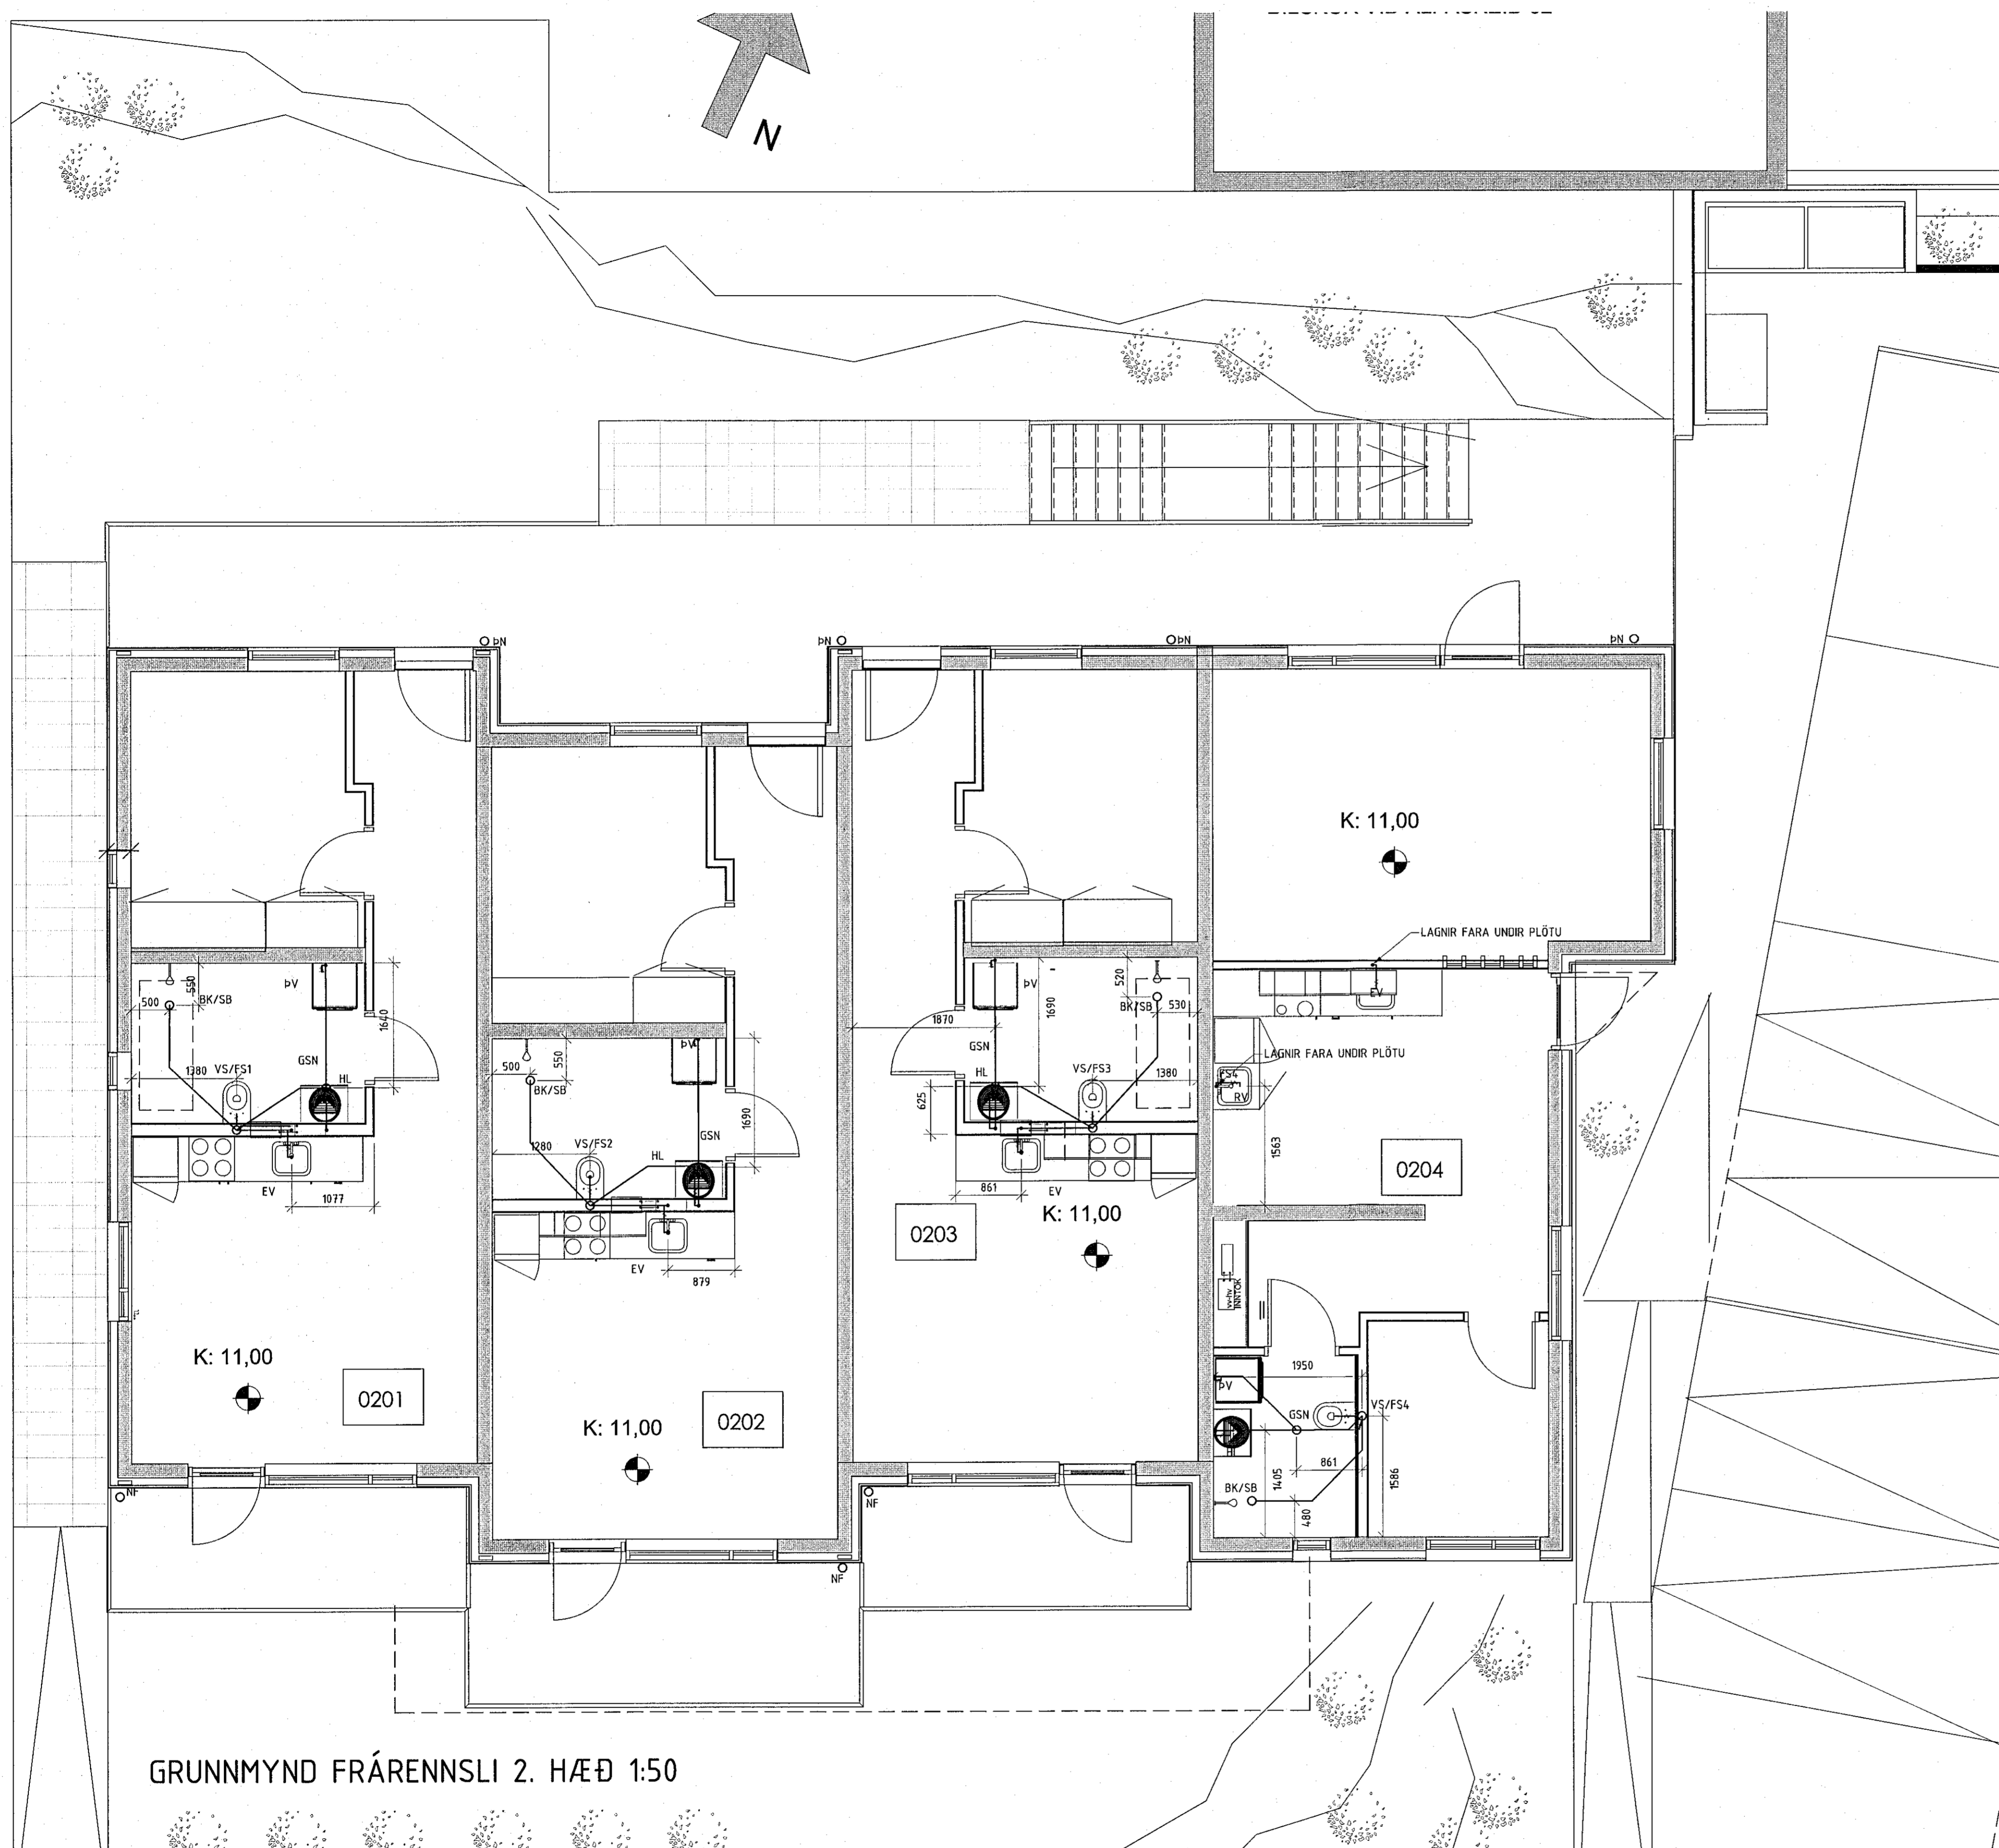 N
ÞN
ÞN
ÞN
ÞN
K: 11,00
LAGNIR FARA UNDIR PLÖTU
550
500
BK/SB
ÞV
1640
GSN
1380
VS/FS1
HL
EV
1077
K: 11,00
0201
NF
ÞV
500
550
BK/SB
1690
GSN
1280
VS/FS2
HL
EV
879
K: 11,00
0202
NF
520
ÞV
1690
BK/SB
530
1870
GSN
HL
VS/FS3
1380
625
861
EV
K: 11,00
0203
NF
EV
LAGNIR FARA UNDIR PLÖTU
FS4
RV
1563
0204
vv-hv
INNTÖK
1950
ÞV
GSN
VS/FS4
861
1405
1586
BK/SB
480
GRUNNMYND FRÁRENNSLI 2. HÆÐ 1:50